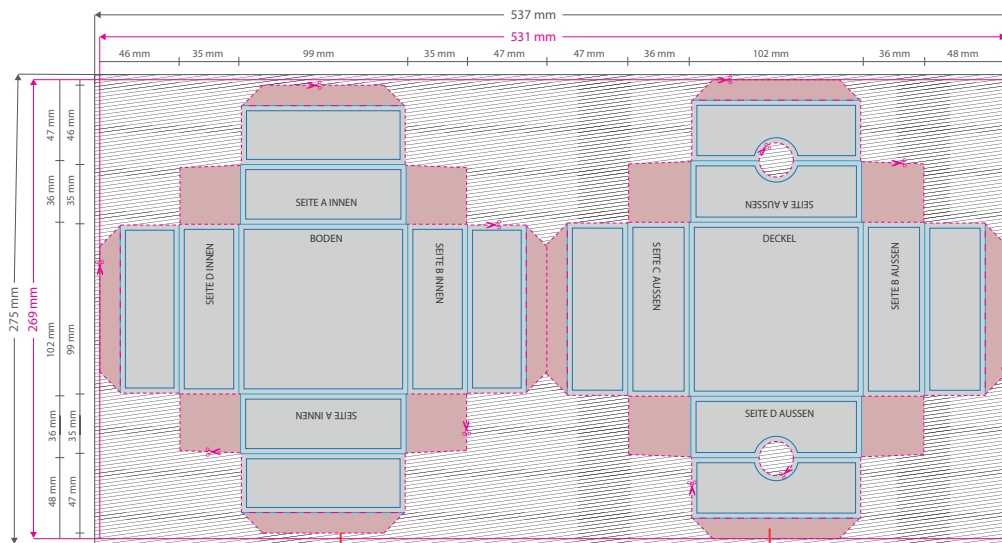 537 mm
531 mm
46 mm 35 mm 99 mm 35 mm 47 mm 47 mm 36 mm 102 mm 36 mm 48 mm
275 mm
269 mm
47 mm
36 mm
102 mm
36 mm
48 mm
46 mm
35 mm
99 mm
35 mm
47 mm
SEITE A INNEN
BODEN
SEITE D INNEN
SEITE B INNEN
SEITE A INNEN
SEITE A AUSSEN
DECKEL
SEITE C AUSSEN
SEITE B AUSSEN
SEITE D AUSSEN